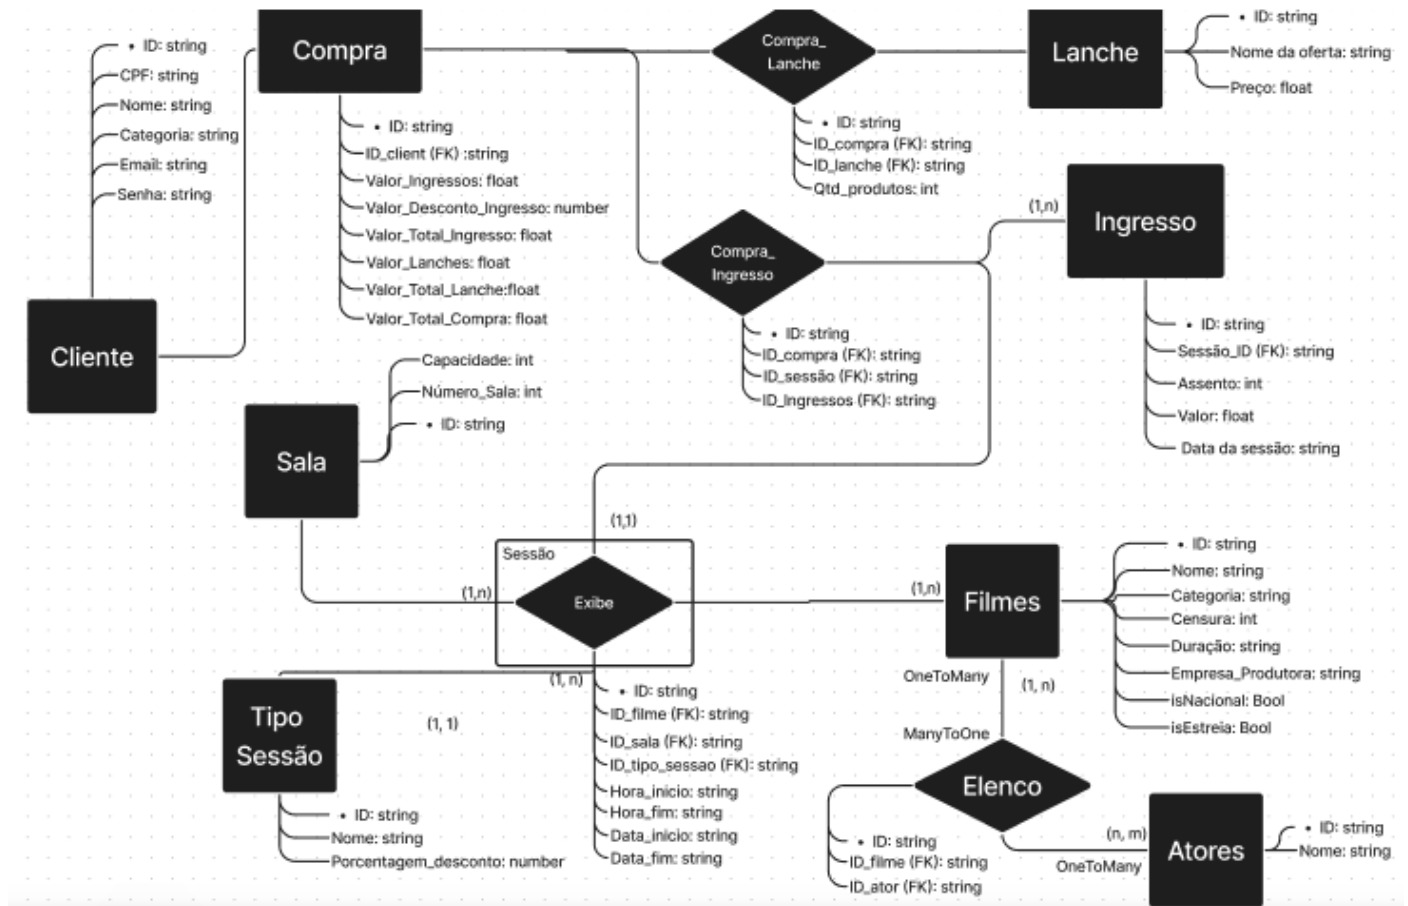 Compra
• ID: string
CPF: string
Nome: string
Categoria: string
Email: string
Senha: string
Cliente
• ID: string
ID_client (FK) :string
Valor_Ingressos: float
Valor_Desconto_Ingresso: number
Valor_Total_Ingresso: float
Valor_Lanches: float
Valor_Total_Lanche:float
Valor_Total_Compra: float
Compra_
Lanche
• ID: string
ID_compra (FK): string
ID_lanche (FK): string
Qtd_produtos: int
Lanche
• ID: string
Nome da oferta: string
Preço: float
Compra_
Ingresso
• ID: string
ID_compra (FK): string
ID_sessão (FK): string
ID_Ingressos (FK): string
(1,n)
Ingresso
• ID: string
Sessão_ID (FK): string
Assento: int
Valor: float
Data da sessão: string
Capacidade: int
Número_Sala: int
• ID: string
Sala
(1,1)
Sessão
(1,n)
Exibe
(1,n)
Filmes
• ID: string
Nome: string
Categoria: string
Censura: int
Duração: string
Empresa_Produtora: string
isNacional: Bool
isEstreia: Bool
(1, n)
Tipo
Sessão
(1, 1)
• ID: string
Nome: string
Porcentagem_desconto: number
• ID: string
ID_filme (FK): string
ID_sala (FK): string
ID_tipo_sessao (FK): string
Hora_inicio: string
Hora_fim: string
Data_inicio: string
Data_fim: string
OneToMany
(1, n)
ManyToOne
Elenco
• ID: string
ID_filme (FK): string
ID_ator (FK): string
(n, m)
OneToMany
Atores
• ID: string
Nome: string